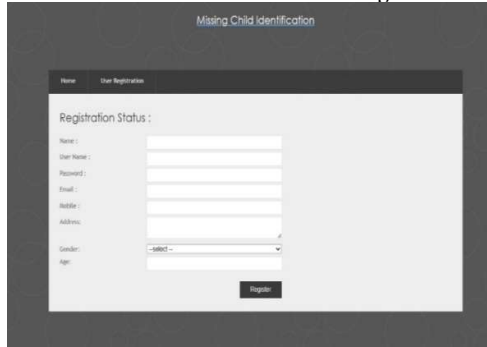 Missing Child Identification
Home User Registration
Registration Status :
Name :
User Name :
Password :
Email :
Mobile :
Address:
Gender: --select --
Age:
Register